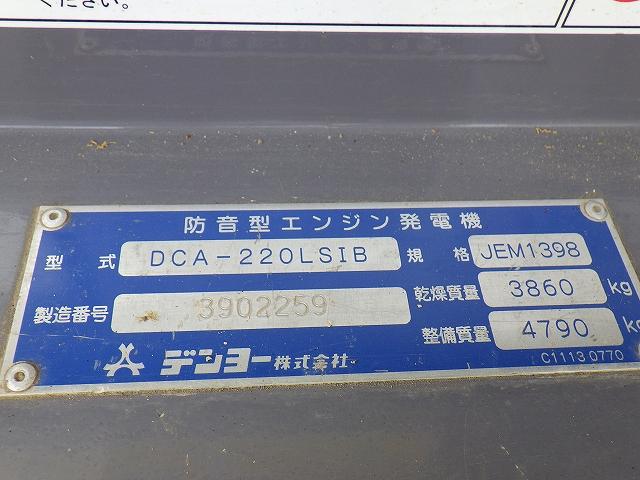 ください。
防音型エンジン発電機
型式 DCA-220LSIB 規格 JEM1398
製造番号 3902259 乾燥質量 3860 kg
整備質量 4790 kg
デンヨー株式会社 C1113 0770